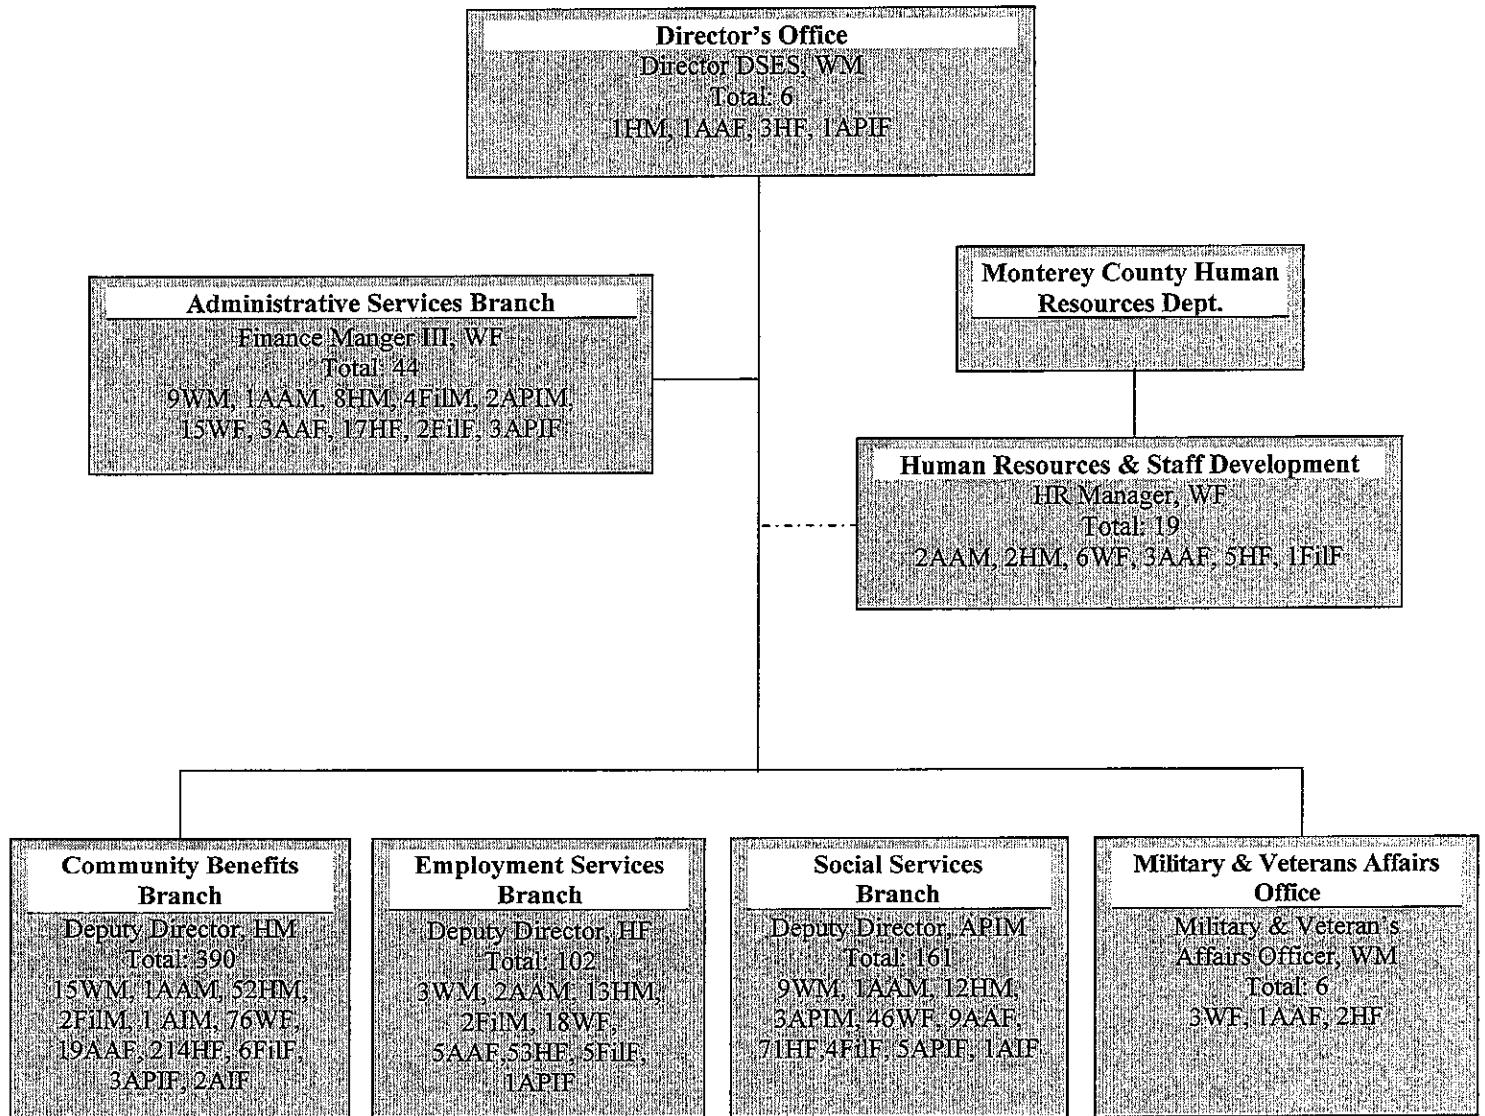 Director's Office
Director DSES, WM
Total: 6
1HM, 1AAF, 3HF, 1APIF
Administrative Services Branch
Finance Manger III, WF
Total: 44
9WM, 1AAM, 8HM, 4FilM, 2APIM,
15WF, 3AAF, 17HF, 2FilF, 3APIF
Monterey County Human
Resources Dept.
Human Resources & Staff Development
HR Manager, WF
Total: 19
2AAM, 2HM, 6WF, 3AAF, 5HF, 1FilF
Community Benefits
Branch
Deputy Director, HM
Total: 390
15WM, 1AAM, 52HM,
2FilM, 1 AIM, 76WF,
19AAF, 214HF, 6FilF,
3APIF, 2AIF
Employment Services
Branch
Deputy Director, HF
Total: 102
3WM, 2AAM, 13HM,
2FilM, 18WF,
5AAF,53HF, 5FilF,
1APIF
Social Services
Branch
Deputy Director, APIM
Total: 161
9WM, 1AAM, 12HM,
3APIM, 46WF, 9AAF,
71HF,4FilF, 5APIF, 1AIF
Military & Veterans Affairs
Office
Military & Veteran's
Affairs Officer, WM
Total: 6
3WF, 1AAF, 2HF